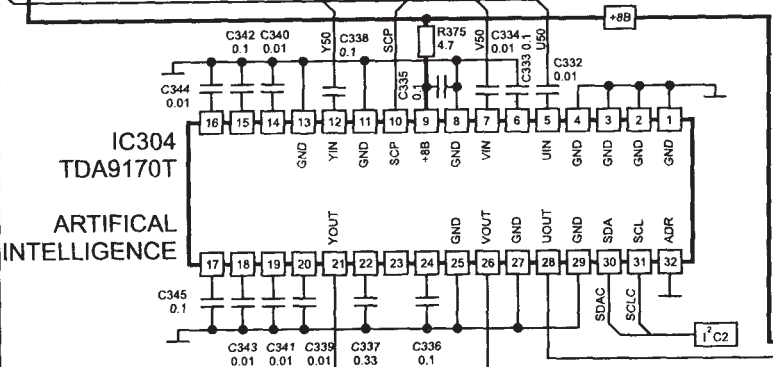 +8B
C342 C340
0.1 0.01
Y50
C338
0.1
SCP
R375
4.7
V50
C334
0.01
C333 0.1
U50
C332
0.01
C344
0.01
C335
0.1
16 15 14 13 12 11 10 9 8 7 6 5 4 3 2 1
GND YIN GND SCP +8B GND VIN UIN GND GND GND GND
IC304
TDA9170T
ARTIFICAL
INTELLIGENCE
YOUT GND VOUT GND UOUT GND SDA SCL ADR
17 18 19 20 21 22 23 24 25 26 27 28 29 30 31 32
C345
0.1
SDAC SCLC
I²C2
C343 C341 C339 C337 C336
0.01 0.01 0.01 0.33 0.1